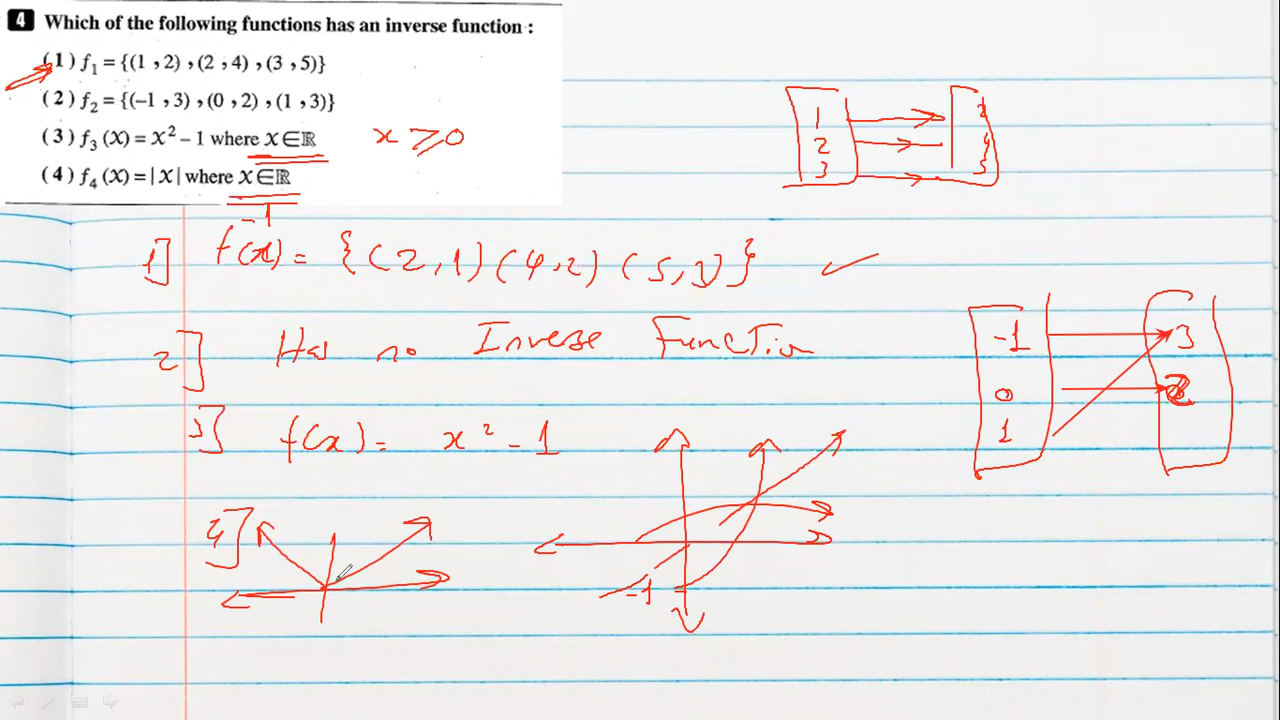 4 Which of the following functions has an inverse function :
(1) f₁ = {(1 , 2) , (2 , 4) , (3 , 5)}
(2) f₂ = {(−1 , 3) , (0 , 2) , (1 , 3)}
(3) f₃ (X) = X² − 1 where X ∈ ℝ x ⩾ 0
(4) f₄ (X) = | X | where X ∈ ℝ
1 2
2 4
3 5
1] f⁻¹(x) = {(2,1)(4,2)(5,3)}
2] Has no Inverse Function
-1 3
0 2
1
3] f(x) = x² - 1
4]
-1